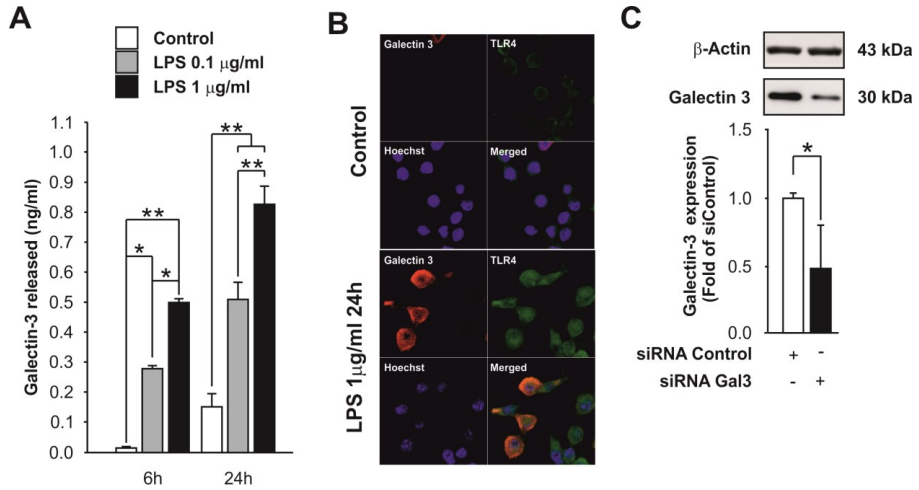 A
Control
LPS 0.1 μg/ml
LPS 1 μg/ml
Galectin-3 released (ng/ml)
1.1
1.0
0.9
0.8
0.7
0.6
0.5
0.4
0.3
0.2
0.1
0.0
**
*
*
**
**
6h
24h
B
Control
Galectin 3
TLR4
Hoechst
Merged
LPS 1μg/ml 24h
Galectin 3
TLR4
Hoechst
Merged
C
β-Actin
43 kDa
Galectin 3
30 kDa
Galectin-3 expression
(Fold of siControl)
1.5
1.0
0.5
0.0
*
siRNA Control + -
siRNA Gal3 - +